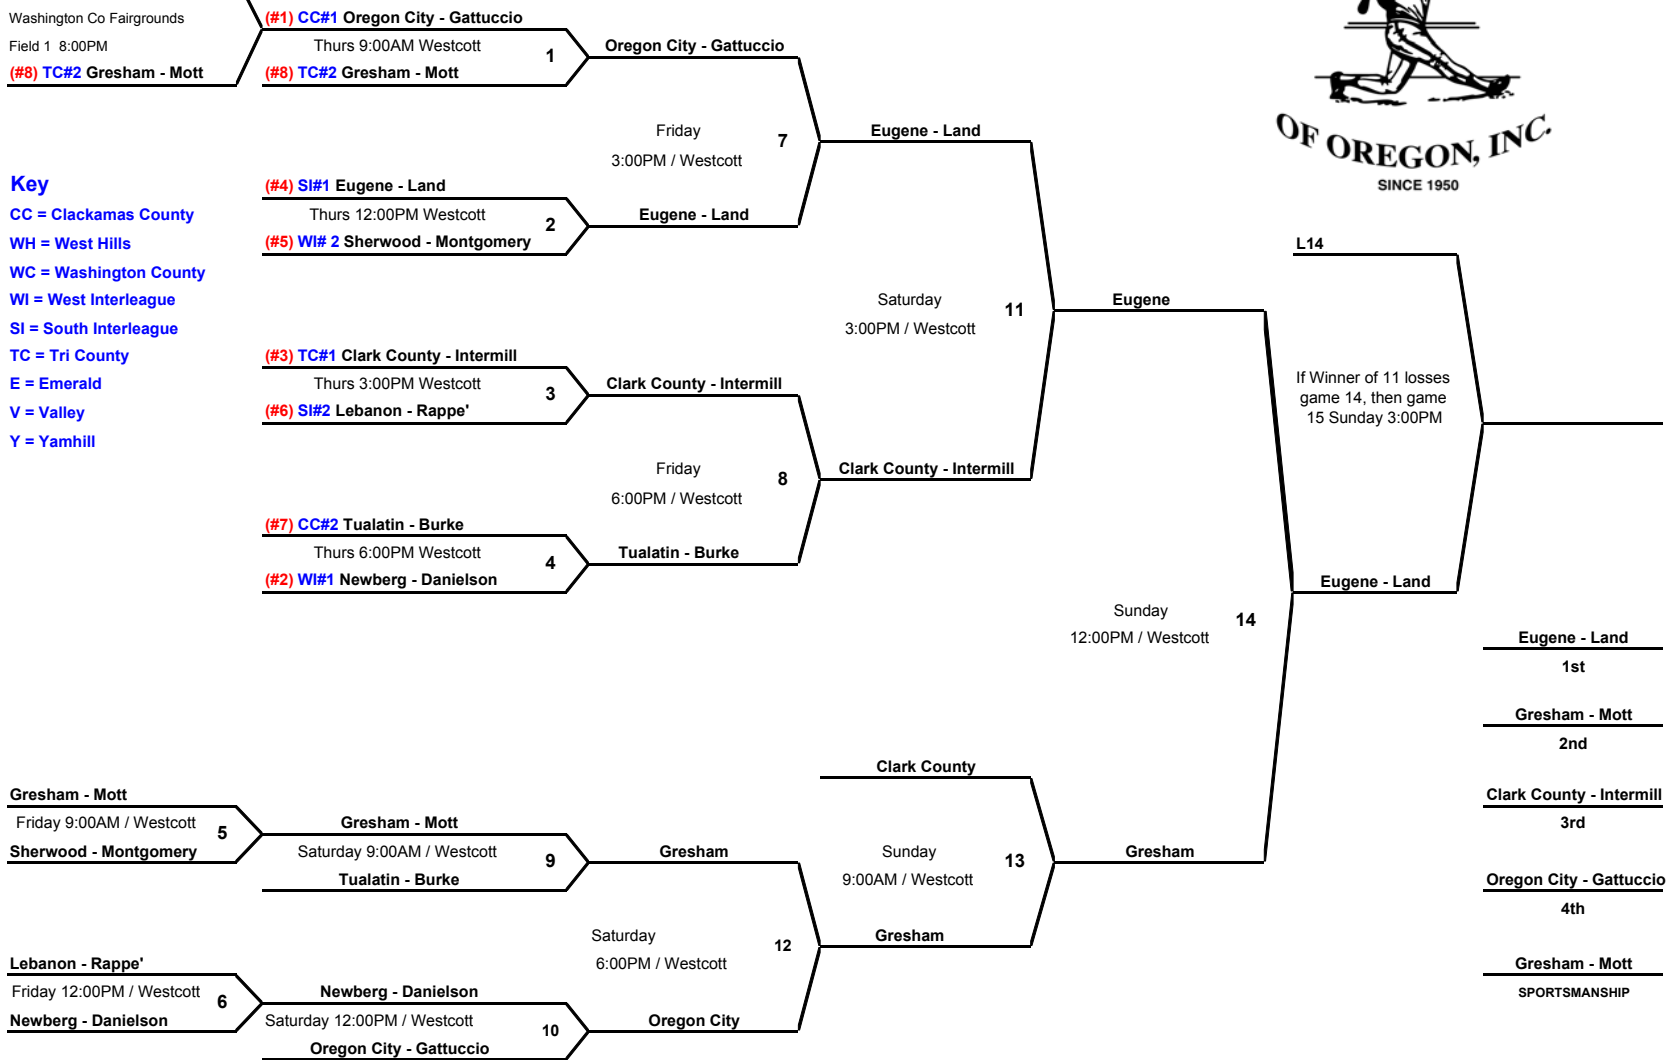 Washington Co Fairgrounds
Field 1 8:00PM
(#8) TC#2 Gresham - Mott
(#1) CC#1 Oregon City - Gattuccio
Thurs 9:00AM Westcott
1
(#8) TC#2 Gresham - Mott
Oregon City - Gattuccio
Friday
7
3:00PM / Westcott
Eugene - Land
OF OREGON, INC.
SINCE 1950
Key
CC = Clackamas County
WH = West Hills
WC = Washington County
WI = West Interleague
SI = South Interleague
TC = Tri County
E = Emerald
V = Valley
Y = Yamhill
(#4) SI#1 Eugene - Land
Thurs 12:00PM Westcott
2
(#5) WI# 2 Sherwood - Montgomery
Eugene - Land
L14
Saturday
11
3:00PM / Westcott
Eugene
(#3) TC#1 Clark County - Intermill
Thurs 3:00PM Westcott
3
(#6) SI#2 Lebanon - Rappe'
Clark County - Intermill
If Winner of 11 losses
game 14, then game
15 Sunday 3:00PM
Friday
8
6:00PM / Westcott
Clark County - Intermill
(#7) CC#2 Tualatin - Burke
Thurs 6:00PM Westcott
4
(#2) WI#1 Newberg - Danielson
Tualatin - Burke
Sunday
14
12:00PM / Westcott
Eugene - Land
Eugene - Land
1st
Gresham - Mott
2nd
Clark County - Intermill
3rd
Oregon City - Gattuccio
4th
Gresham - Mott
SPORTSMANSHIP
Gresham - Mott
Friday 9:00AM / Westcott
5
Sherwood - Montgomery
Gresham - Mott
Saturday 9:00AM / Westcott
9
Tualatin - Burke
Gresham
Clark County
Sunday
13
9:00AM / Westcott
Gresham
Saturday
12
6:00PM / Westcott
Gresham
Lebanon - Rappe'
Friday 12:00PM / Westcott
6
Newberg - Danielson
Newberg - Danielson
Saturday 12:00PM / Westcott
10
Oregon City - Gattuccio
Oregon City